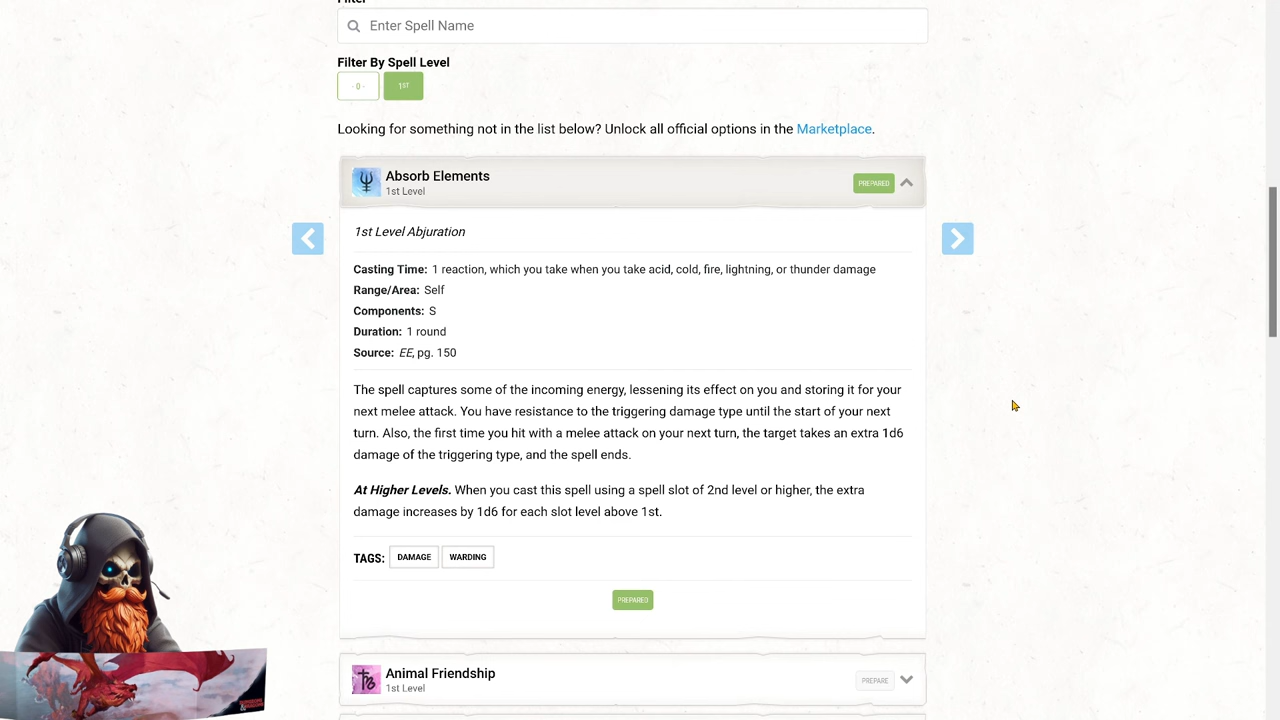 Filter
Enter Spell Name
Filter By Spell Level
- 0 -
1ST
Looking for something not in the list below? Unlock all official options in the Marketplace.
Absorb Elements
1st Level
PREPARED
1st Level Abjuration
Casting Time: 1 reaction, which you take when you take acid, cold, fire, lightning, or thunder damage
Range/Area: Self
Components: S
Duration: 1 round
Source: EE, pg. 150
The spell captures some of the incoming energy, lessening its effect on you and storing it for your
next melee attack. You have resistance to the triggering damage type until the start of your next
turn. Also, the first time you hit with a melee attack on your next turn, the target takes an extra 1d6
damage of the triggering type, and the spell ends.
At Higher Levels. When you cast this spell using a spell slot of 2nd level or higher, the extra
damage increases by 1d6 for each slot level above 1st.
TAGS: DAMAGE WARDING
PREPARED
Animal Friendship
1st Level
PREPARE